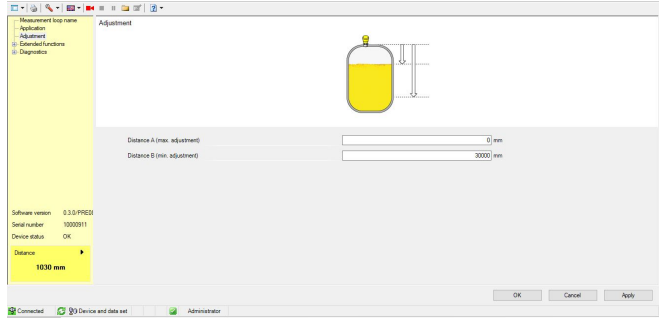 Measurement loop name
Application
Adjustment
Extended functions
Diagnostics
Adjustment
Distance A (max. adjustment)
0 mm
Distance B (min. adjustment)
30000 mm
Software version 0.3.0/PRED
Serial number 10000911
Device status OK
Distance
1030 mm
OK Cancel Apply
Connected Device and data set Administrator